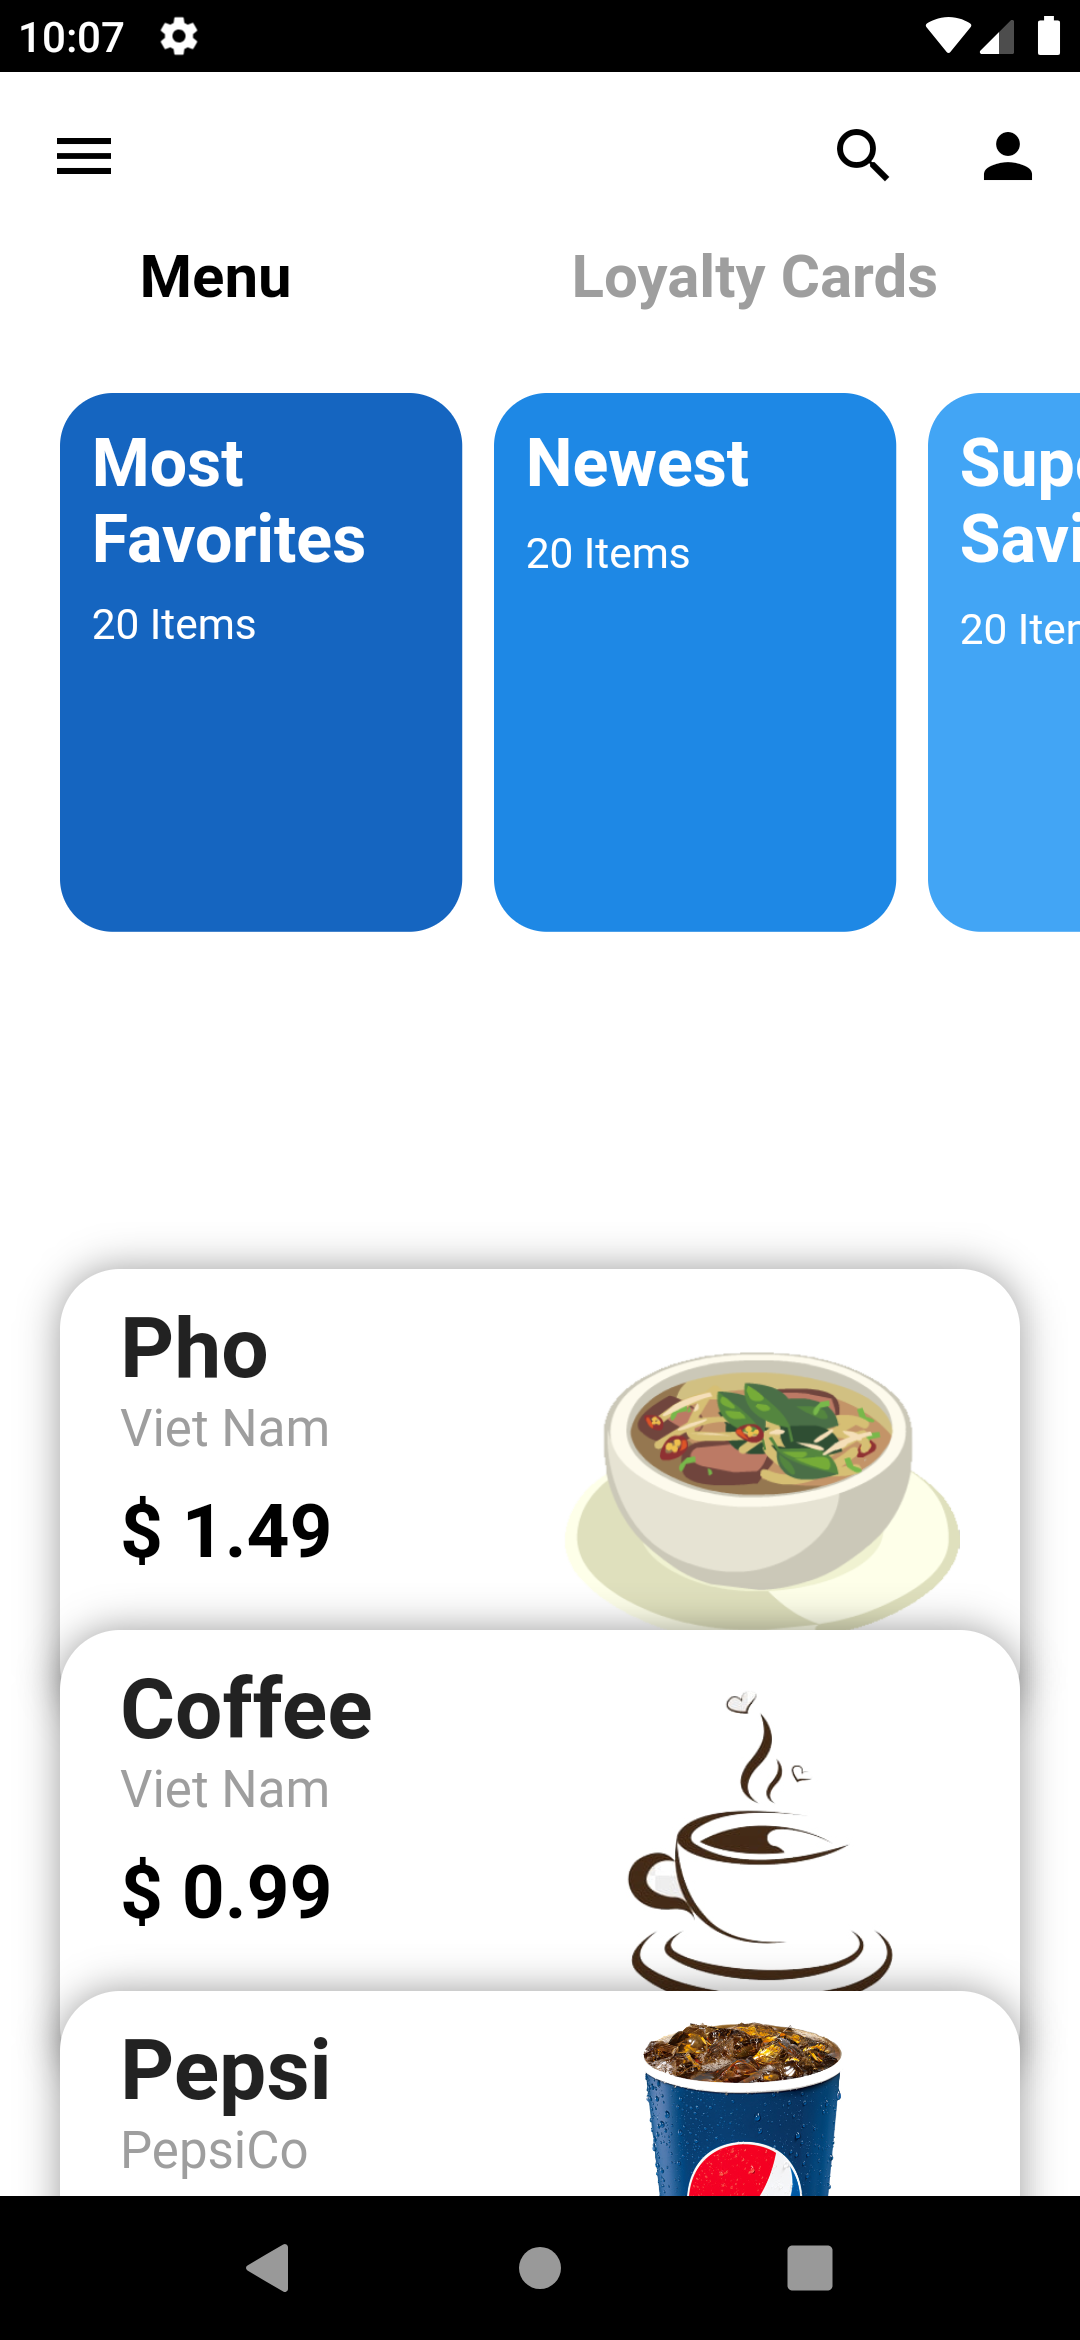 10:07
Menu
Loyalty Cards
Most
Favorites
20 Items
Newest
20 Items
20
Pho
Viet Nam
$ 1.49
Coffee
Viet Nam
$ 0.99
Pepsi
PepsiCo